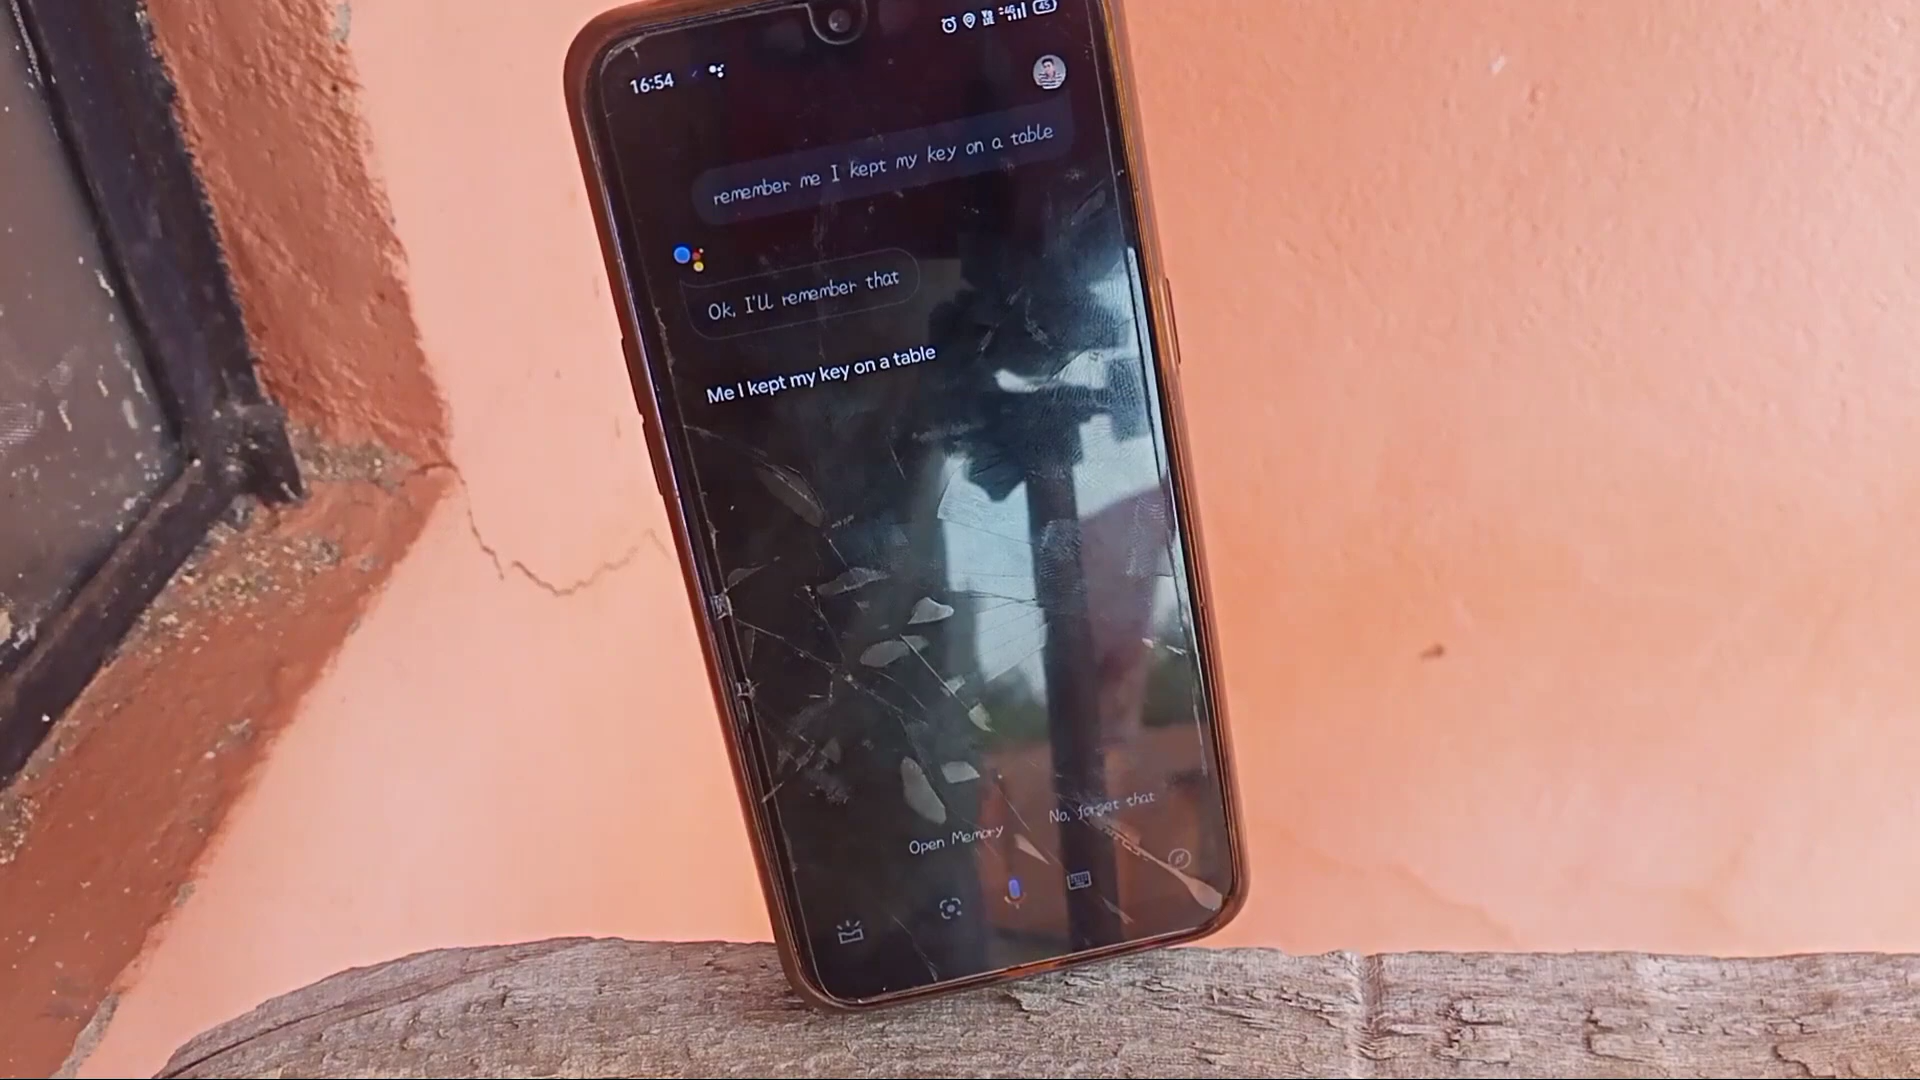 16:54
45
remember me I kept my key on a table
Ok, I'll remember that
Me I kept my key on a table
Open Memory
No, forget that